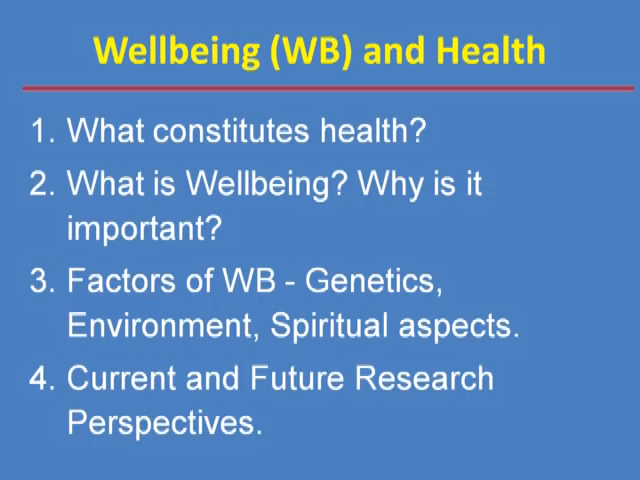 Wellbeing (WB) and Health
1. What constitutes health?
2. What is Wellbeing? Why is it
important?
3. Factors of WB - Genetics,
Environment, Spiritual aspects.
4. Current and Future Research
Perspectives.